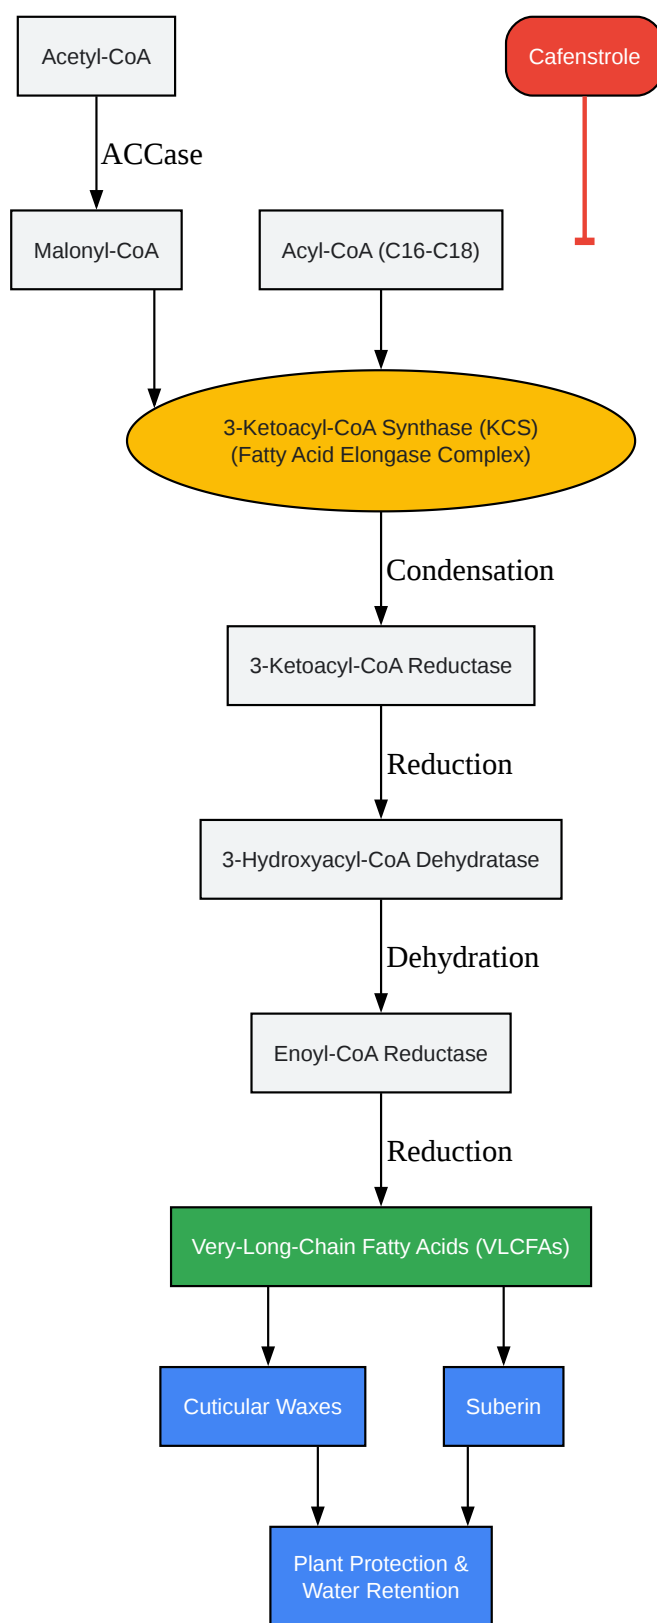 Acetyl-CoA
Cafenstrole
ACCase
Malonyl-CoA
Acyl-CoA (C16-C18)
3-Ketoacyl-CoA Synthase (KCS)
(Fatty Acid Elongase Complex)
Condensation
3-Ketoacyl-CoA Reductase
Reduction
3-Hydroxyacyl-CoA Dehydratase
Dehydration
Enoyl-CoA Reductase
Reduction
Very-Long-Chain Fatty Acids (VLCFAs)
Cuticular Waxes
Suberin
Plant Protection &
Water Retention